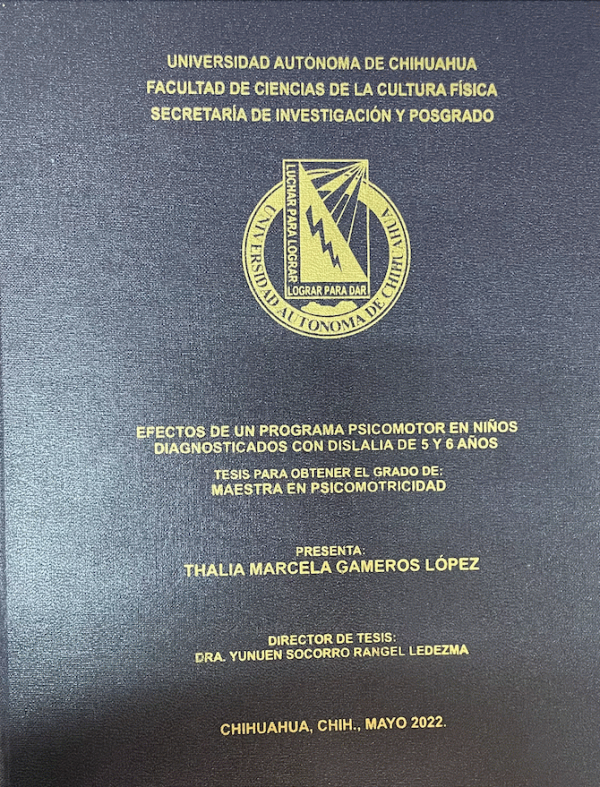 UNIVERSIDAD AUTÓNOMA DE CHIHUAHUA
FACULTAD DE CIENCIAS DE LA CULTURA FÍSICA
SECRETARÍA DE INVESTIGACIÓN Y POSGRADO
LUCHAR PARA LOGRAR
LOGRAR PARA DAR
UNIVERSIDAD AUTONOMA DE CHIHUAHUA
EFECTOS DE UN PROGRAMA PSICOMOTOR EN NIÑOS
DIAGNOSTICADOS CON DISLALIA DE 5 Y 6 AÑOS
TESIS PARA OBTENER EL GRADO DE:
MAESTRA EN PSICOMOTRICIDAD
PRESENTA:
THALIA MARCELA GAMEROS LÓPEZ
DIRECTOR DE TESIS:
DRA. YUNUEN SOCORRO RANGEL LEDEZMA
CHIHUAHUA, CHIH., MAYO 2022.